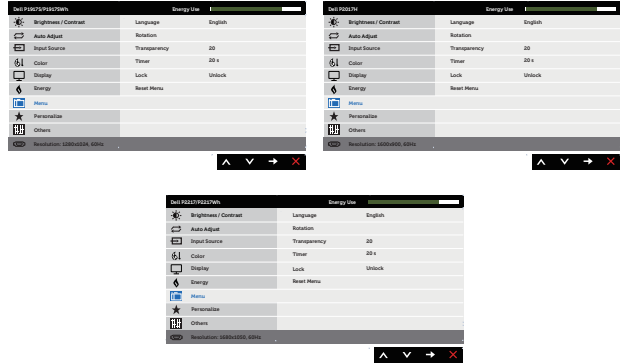 Dell P1917S/P1917SWh Energy Use
Brightness / Contrast Language English
Auto Adjust Rotation
Input Source Transparency 20
Color Timer 20 s
Display Lock Unlock
Energy Reset Menu
Menu
Personalize
Others
Resolution: 1280x1024, 60Hz
Dell P2017H Energy Use
Brightness / Contrast Language English
Auto Adjust Rotation
Input Source Transparency 20
Color Timer 20 s
Display Lock Unlock
Energy Reset Menu
Menu
Personalize
Others
Resolution: 1600x900, 60Hz
Dell P2217/P2217Wh Energy Use
Brightness / Contrast Language English
Auto Adjust Rotation
Input Source Transparency 20
Color Timer 20 s
Display Lock Unlock
Energy Reset Menu
Menu
Personalize
Others
Resolution: 1680x1050, 60Hz